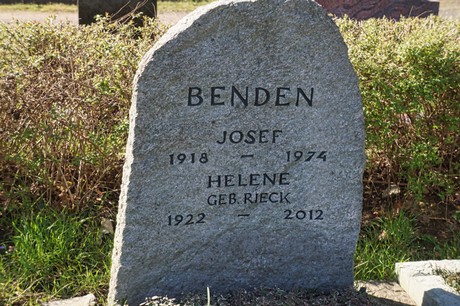 BENDEN
JOSEF
1918 – 1974
HELENE
GEB. RIECK
1922 – 2012